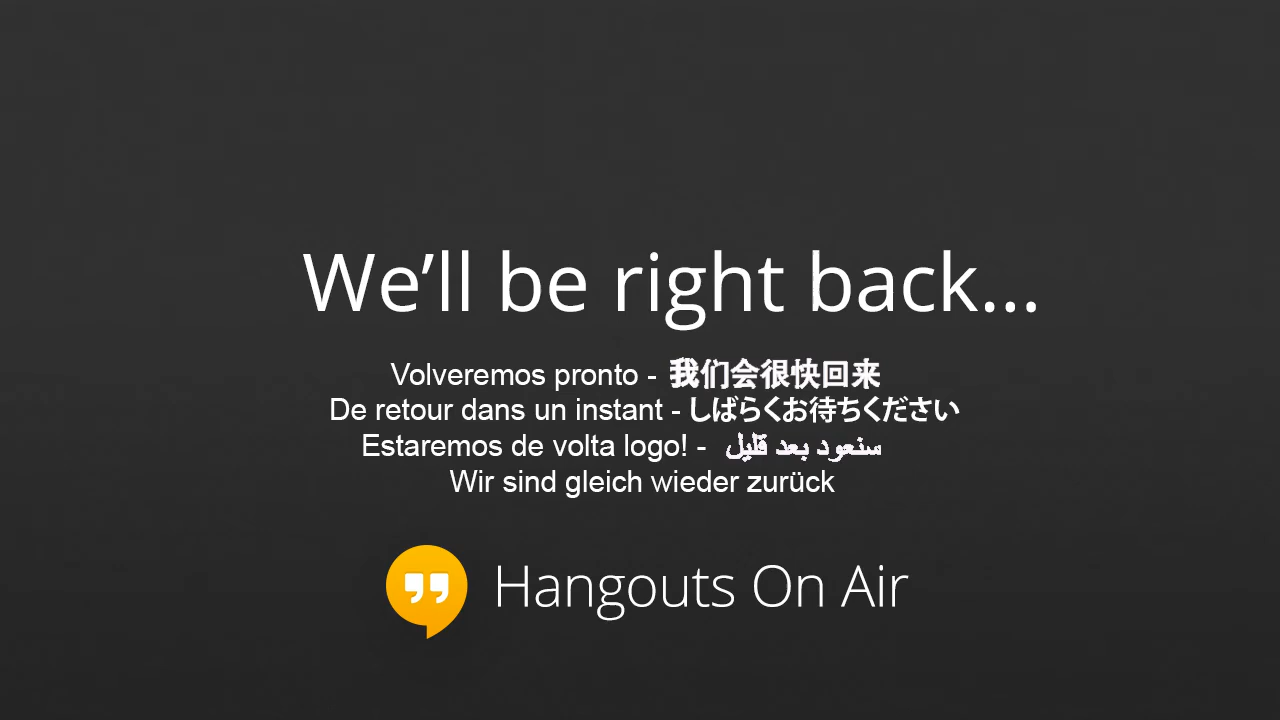 We’ll be right back...
Volveremos pronto - 我们会很快回来
De retour dans un instant - しばらくお待ちください
Estaremos de volta logo! - سنعود بعد قليل
Wir sind gleich wieder zurück
Hangouts On Air